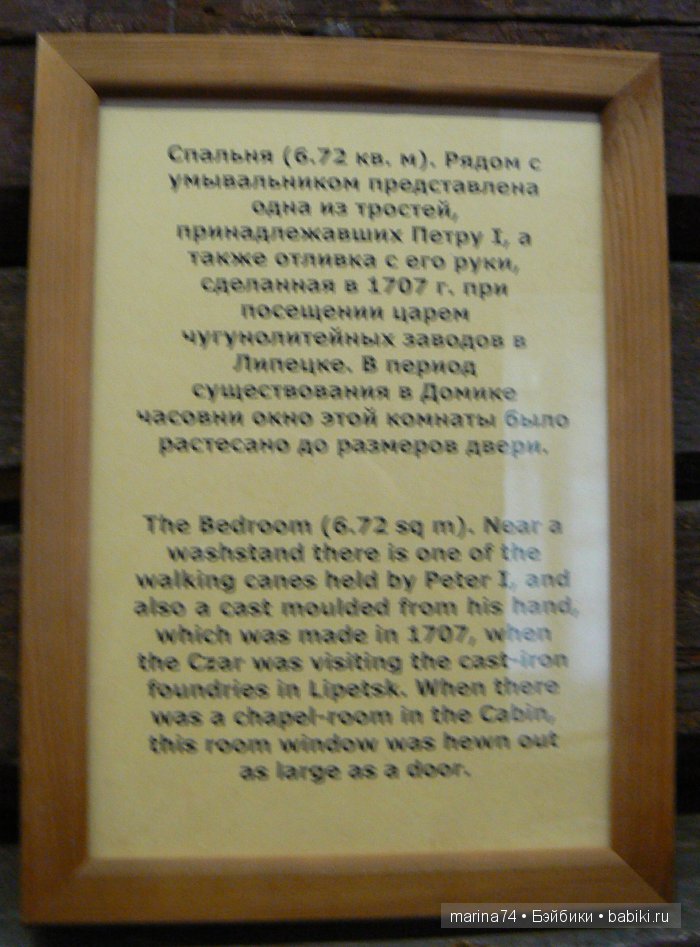 Спальня (6.72 кв. м). Рядом с
умывальником представлена
одна из тростей,
принадлежавших Петру I, а
также отливка с его руки,
сделанная в 1707 г. при
посещении царем
чугунолитейных заводов в
Липецке. В период
существования в Домике
часовни окно этой комнаты было
растесано до размеров двери.
The Bedroom (6.72 sq m). Near a
washstand there is one of the
walking canes held by Peter I, and
also a cast moulded from his hand,
which was made in 1707, when
the Czar was visiting the cast-iron
foundries in Lipetsk. When there
was a chapel-room in the Cabin,
this room window was hewn out
as large as a door.
marina74 • Бэйбики • babiki.ru